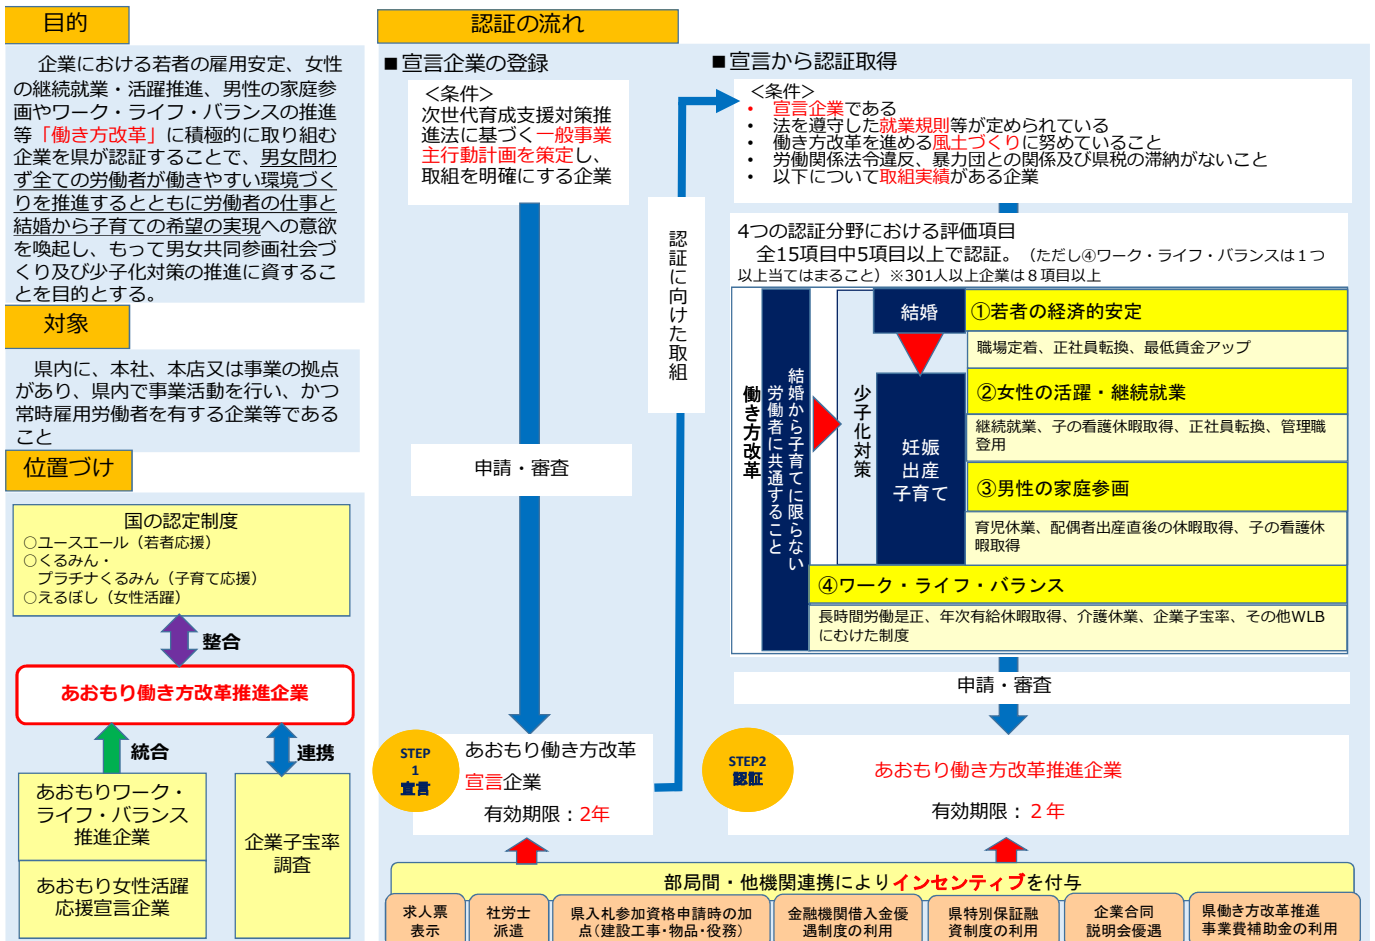 目的
企業における若者の雇用安定、女性
の継続就業・活躍推進、男性の家庭参
画やワーク・ライフ・バランスの推進
等「働き方改革」に積極的に取り組む
企業を県が認証することで、男女問わ
ず全ての労働者が働きやすい環境づく
りを推進するとともに労働者の仕事と
結婚から子育ての希望の実現への意欲
を喚起し、もって男女共同参画社会づ
くり及び少子化対策の推進に資するこ
とを目的とする。
対象
県内に、本社、本店又は事業の拠点
があり、県内で事業活動を行い、かつ
常時雇用労働者を有する企業等である
こと
位置づけ
国の認定制度
○ユースエール（若者応援）
○くるみん・
プラチナくるみん（子育て応援）
○えるぼし（女性活躍）
整合
あおもり働き方改革推進企業
統合
連携
あおもりワーク・
ライフ・バランス
推進企業
あおもり女性活躍
応援宣言企業
企業子宝率
調査
認証の流れ
■宣言企業の登録
＜条件＞
次世代育成支援対策推
進法に基づく一般事業
主行動計画を策定し、
取組を明確にする企業
申請・審査
STEP
1
宣言
あおもり働き方改革
宣言企業
有効期限：2年
認証に向けた取組
■宣言から認証取得
＜条件＞
• 宣言企業である
• 法を遵守した就業規則等が定められている
• 働き方改革を進める風土づくりに努めていること
• 労働関係法令違反、暴力団との関係及び県税の滞納がないこと
• 以下について取組実績がある企業
4つの認証分野における評価項目
全15項目中5項目以上で認証。（ただし④ワーク・ライフ・バランスは１つ
以上当てはまること）※301人以上企業は８項目以上
働き方改革
結婚から子育てに限らない
労働者に共通すること
少子化対策
結婚
妊娠
出産
子育て
①若者の経済的安定
職場定着、正社員転換、最低賃金アップ
②女性の活躍・継続就業
継続就業、子の看護休暇取得、正社員転換、管理職
登用
③男性の家庭参画
育児休業、配偶者出産直後の休暇取得、子の看護休
暇取得
④ワーク・ライフ・バランス
長時間労働是正、年次有給休暇取得、介護休業、企業子宝率、その他WLB
にむけた制度
申請・審査
STEP2
認証
あおもり働き方改革推進企業
有効期限：２年
部局間・他機関連携によりインセンティブを付与
求人票
表示
社労士
派遣
県入札参加資格申請時の加
点(建設工事・物品・役務)
金融機関借入金優
遇制度の利用
県特別保証融
資制度の利用
企業合同
説明会優遇
県働き方改革推進
事業費補助金の利用